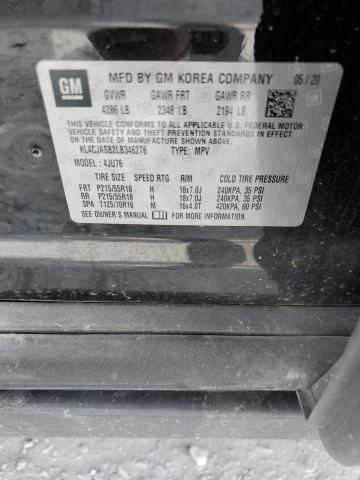 GM
MFD BY GM KOREA COMPANY 05/20
GVWR GAWR FRT GAWR RR
4286 LB 2348 LB 2194 LB
THIS VEHICLE CONFORMS TO ALL APPLICABLE U.S. FEDERAL MOTOR
VEHICLE SAFETY, BUMPER, AND THEFT PREVENTION STANDARDS IN EFFECT
ON THE DATE OF MANUFACTURE SHOWN ABOVE.
KL4CJASB2LB346276 TYPE: MPV
MODEL: 4JU76
TIRE SIZE SPEED RTG RIM COLD TIRE PRESSURE
FRT P215/55R18 H 18x7.0J 240KPA, 35 PSI
RR P215/55R18 H 18x7.0J 240KPA, 35 PSI
SPA T125/70R16 M 16x4.0T 420KPA, 60 PSI
SEE OWNER'S MANUAL FOR MORE INFORMATION.